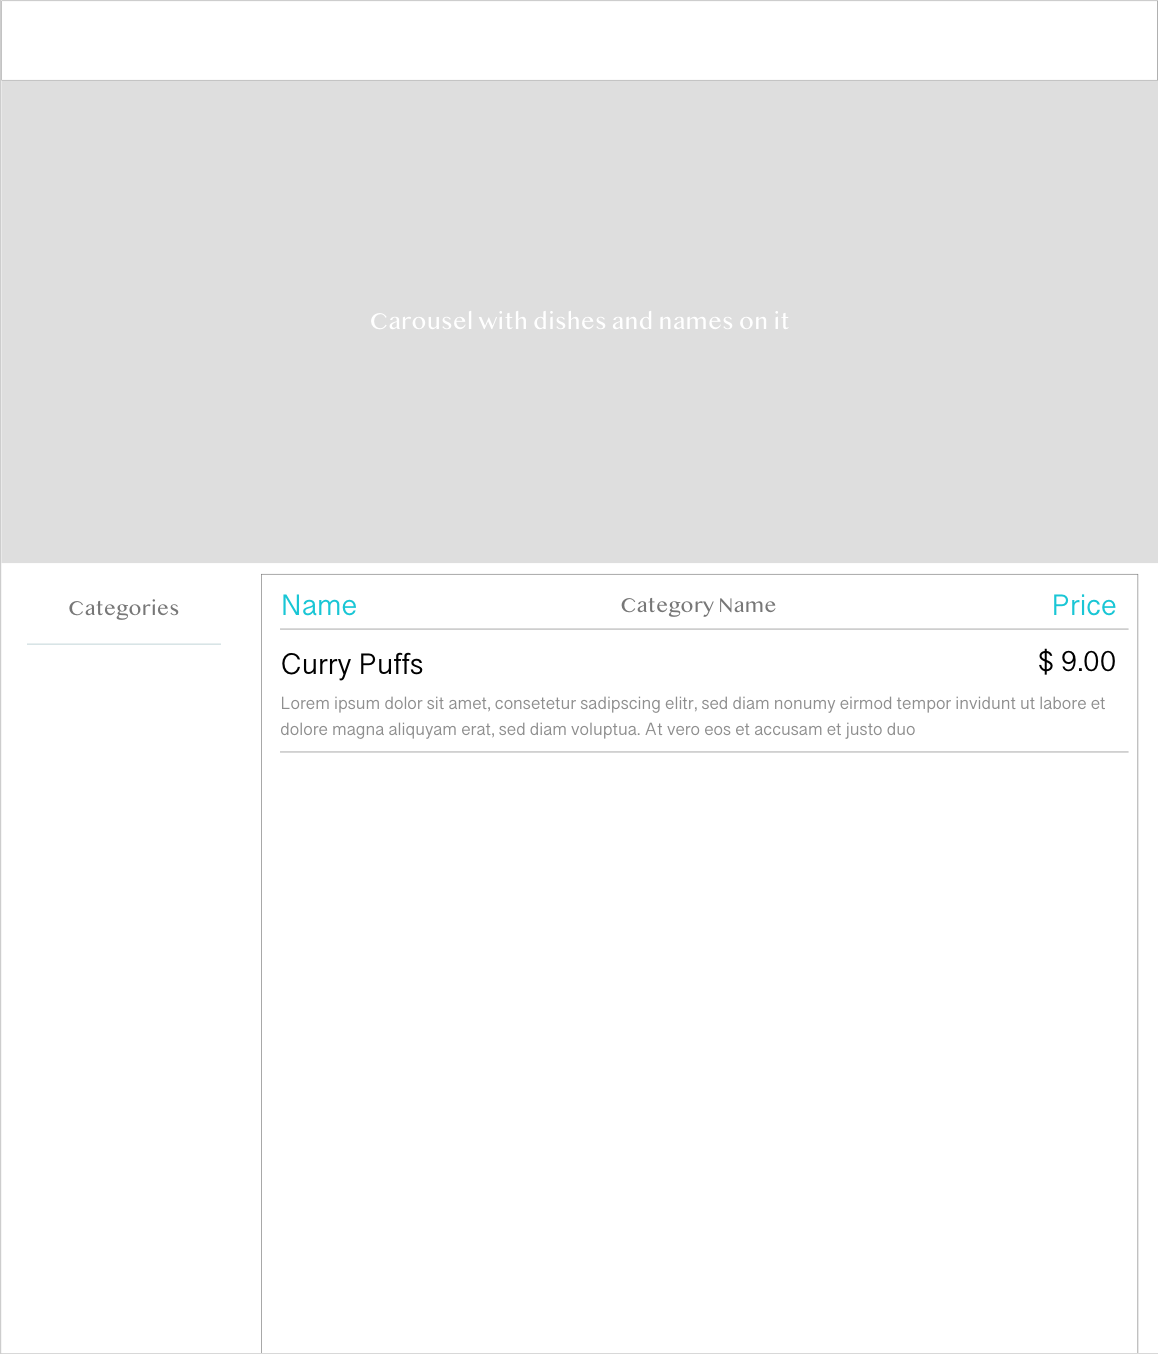 Carousel with dishes and names on it
Categories
Name Category Name Price
Curry Puffs $ 9.00
Lorem ipsum dolor sit amet, consetetur sadipscing elitr, sed diam nonumy eirmod tempor invidunt ut labore et
dolore magna aliquyam erat, sed diam voluptua. At vero eos et accusam et justo duo